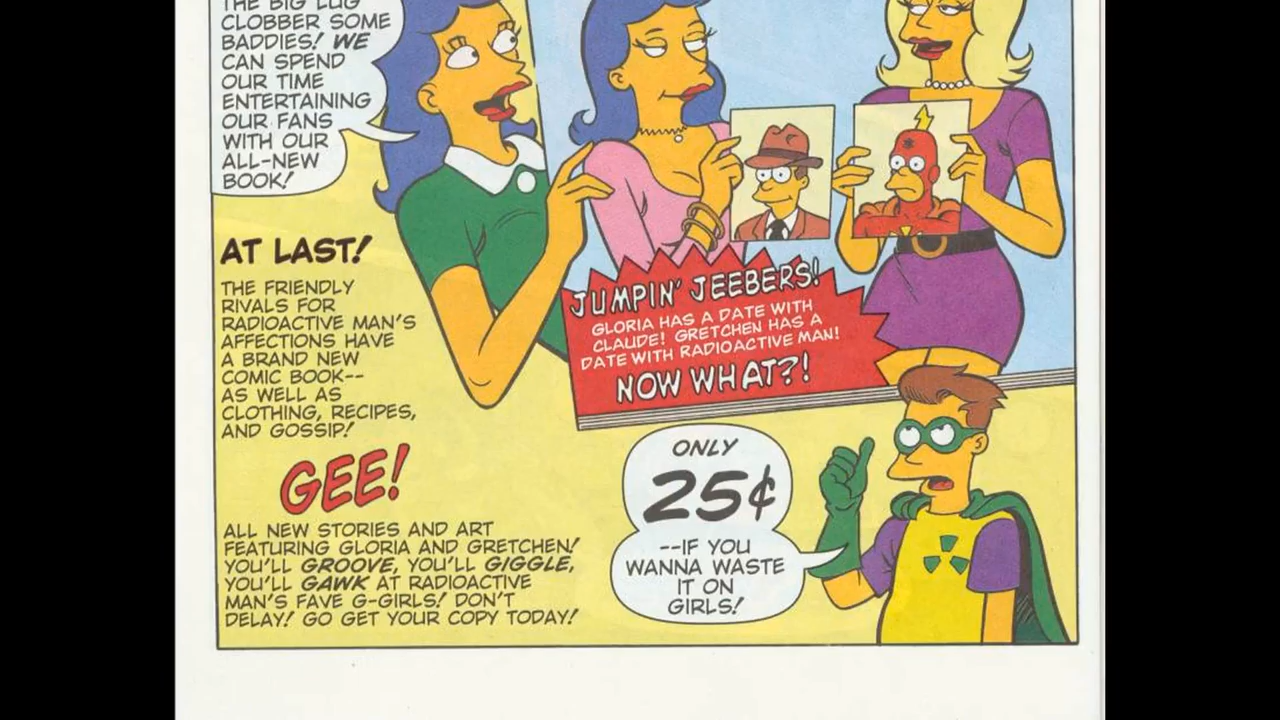 THE BIG LUG
CLOBBER SOME
BADDIES! WE
CAN SPEND
OUR TIME
ENTERTAINING
OUR FANS
WITH OUR
ALL-NEW
BOOK!
AT LAST!
THE FRIENDLY
RIVALS FOR
RADIOACTIVE MAN'S
AFFECTIONS HAVE
A BRAND NEW
COMIC BOOK--
AS WELL AS
CLOTHING, RECIPES,
AND GOSSIP!
GEE!
ALL NEW STORIES AND ART
FEATURING GLORIA AND GRETCHEN!
YOU'LL GROOVE, YOU'LL GIGGLE,
YOU'LL GAWK AT RADIOACTIVE
MAN'S FAVE G-GIRLS! DON'T
DELAY! GO GET YOUR COPY TODAY!
JUMPIN' JEEBERS!
GLORIA HAS A DATE WITH
CLAUDE! GRETCHEN HAS A
DATE WITH RADIOACTIVE MAN!
NOW WHAT?!
ONLY
25¢
--IF YOU
WANNA WASTE
IT ON
GIRLS!